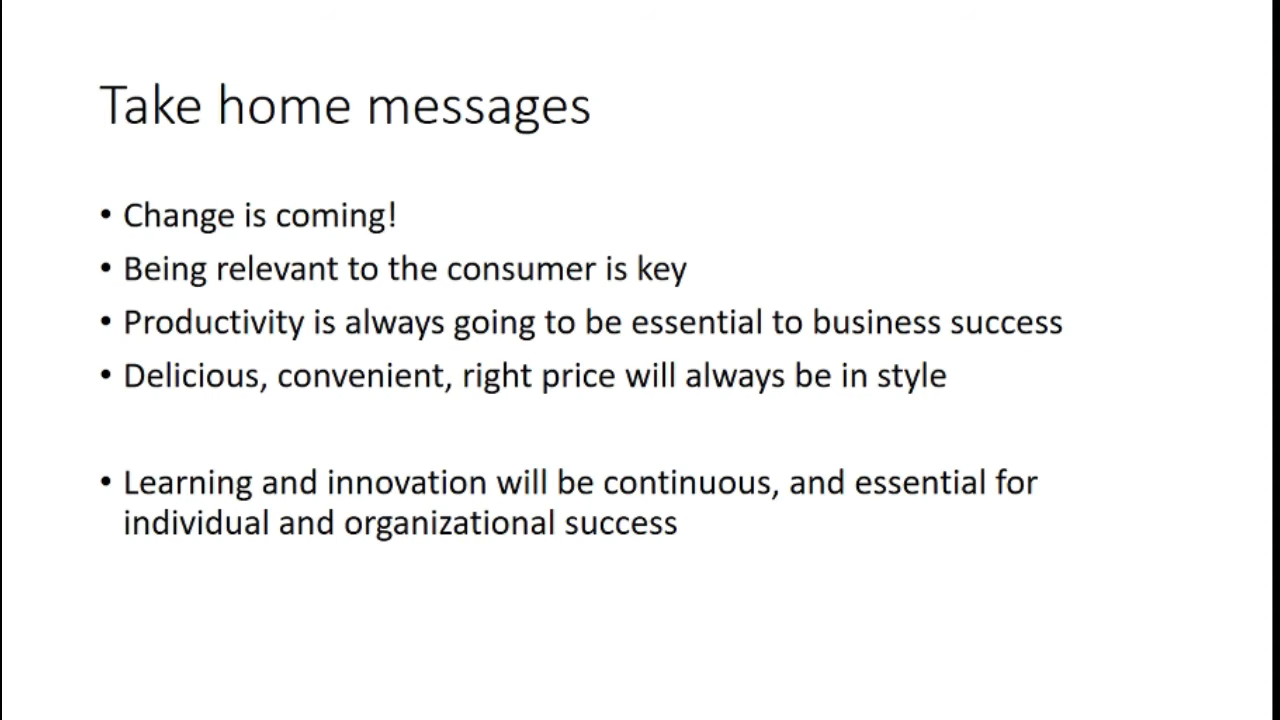 Take home messages
• Change is coming!
• Being relevant to the consumer is key
• Productivity is always going to be essential to business success
• Delicious, convenient, right price will always be in style
• Learning and innovation will be continuous, and essential for
individual and organizational success